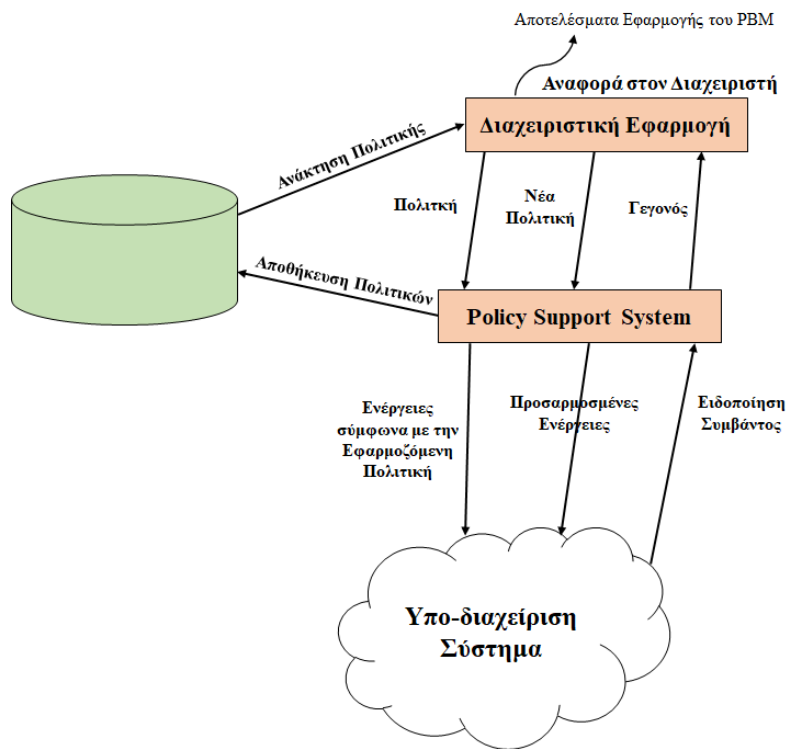 Αποτελέσματα Εφαρμογής του PBM
Αναφορά στον Διαχειριστή
Διαχειριστική Εφαρμογή
Ανάκτηση Πολιτικής
Πολιτκή
Νέα
Πολιτική
Γεγονός
Αποθήκευση Πολιτικών
Policy Support System
Ενέργειες
σύμφωνα με την
Εφαρμοζόμενη
Πολιτική
Προσαρμοσμένες
Ενέργειες
Ειδοποίηση
Συμβάντος
Υπο-διαχείριση
Σύστημα